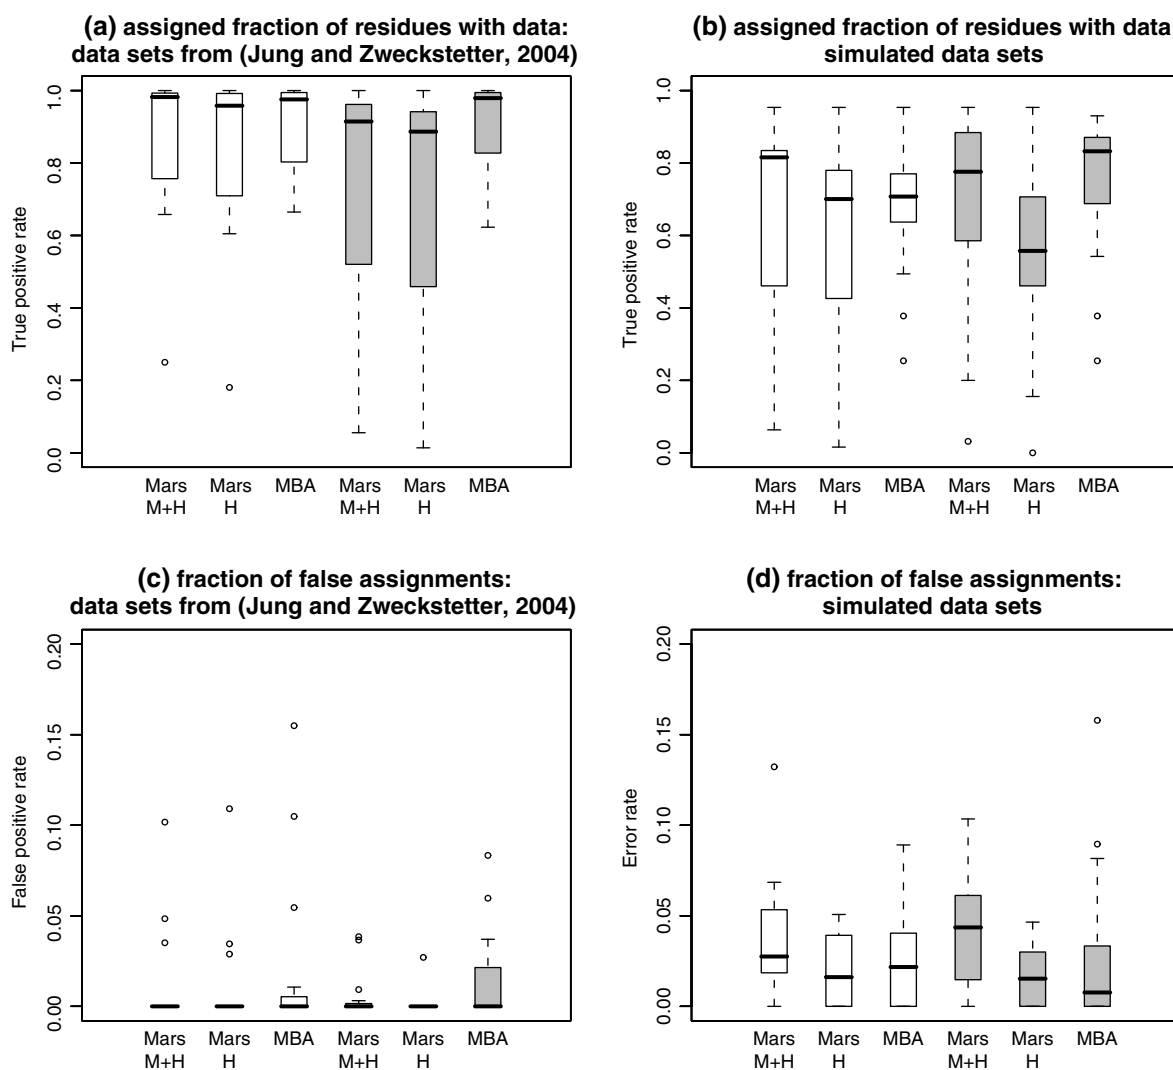 (a) assigned fraction of residues with data:
data sets from (Jung and Zweckstetter, 2004)
True positive rate
1.0
0.8
0.6
0.4
0.2
0.0
Mars M+H
Mars H
MBA
Mars M+H
Mars H
MBA
(b) assigned fraction of residues with data
simulated data sets
True positive rate
1.0
0.8
0.6
0.4
0.2
0.0
Mars M+H
Mars H
MBA
Mars M+H
Mars H
MBA
(c) fraction of false assignments:
data sets from (Jung and Zweckstetter, 2004)
False positive rate
0.20
0.15
0.10
0.05
0.00
Mars M+H
Mars H
MBA
Mars M+H
Mars H
MBA
(d) fraction of false assignments:
simulated data sets
Error rate
0.20
0.15
0.10
0.05
0.00
Mars M+H
Mars H
MBA
Mars M+H
Mars H
MBA